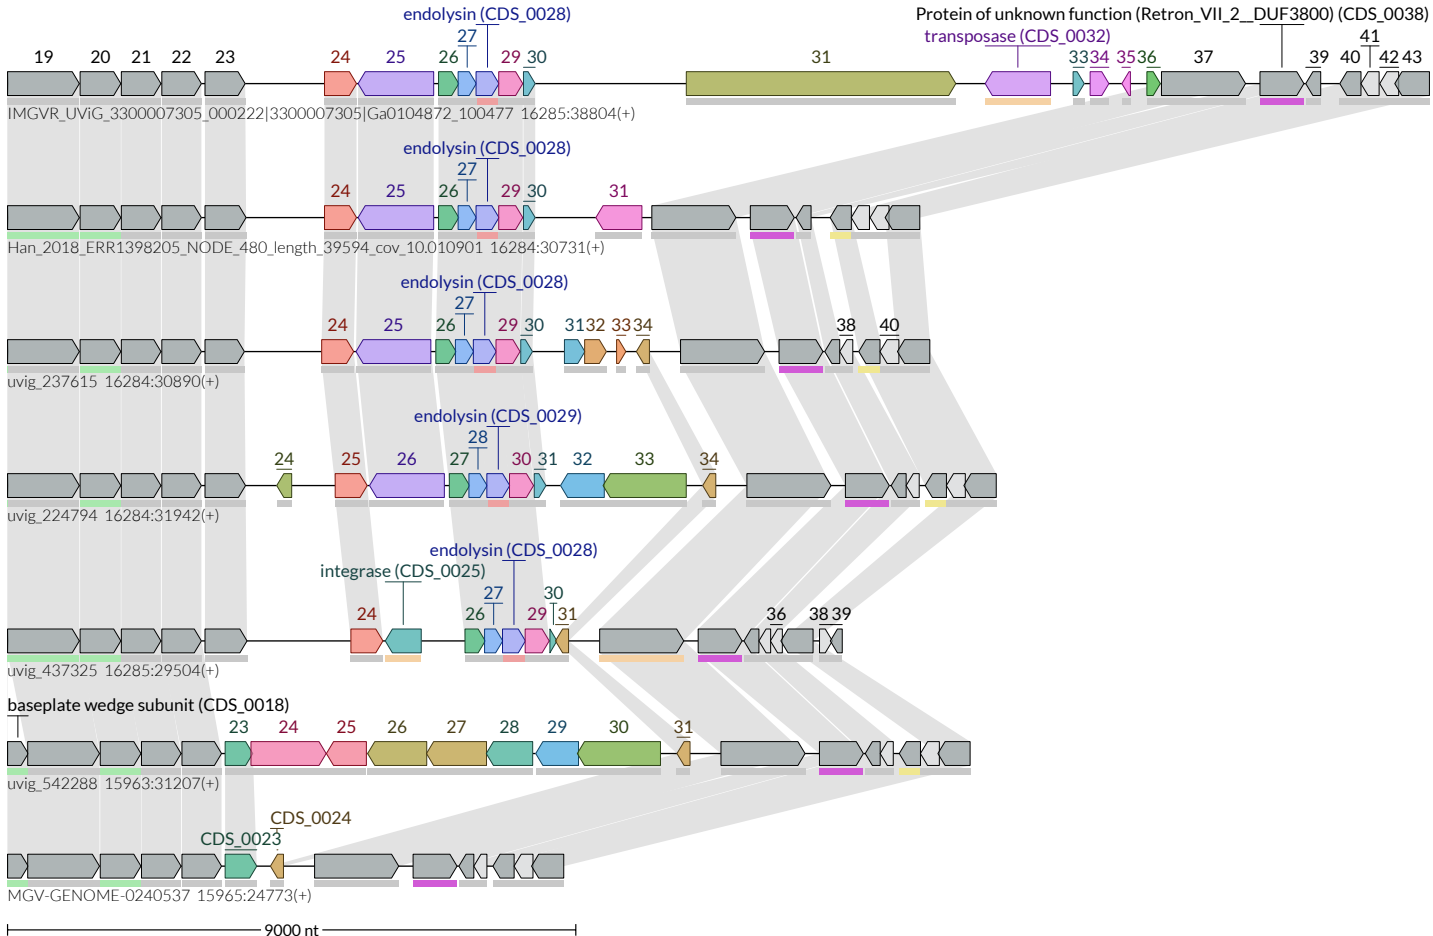 endolysin (CDS_0028) Protein of unknown function (Retron_VII_2__DUF3800) (CDS_0038)
27 transposase (CDS_0032) 41
19 20 21 22 23 24 25 26 29 30 31 33 34 35 36 37 39 40 42 43
IMGVR_UViG_3300007305_000222|3300007305|Ga0104872_100477 16285:38804(+)
endolysin (CDS_0028)
27
24 25 26 29 30 31
Han_2018_ERR1398205_NODE_480_length_39594_cov_10.010901 16284:30731(+)
endolysin (CDS_0028)
27
24 25 26 29 30 31 32 33 34 38 40
uvig_237615 16284:30890(+)
endolysin (CDS_0029)
28
24 25 26 27 30 31 32 33 34
uvig_224794 16284:31942(+)
endolysin (CDS_0028)
integrase (CDS_0025)
27 30
24 26 29 31 36 38 39
uvig_437325 16285:29504(+)
baseplate wedge subunit (CDS_0018)
23 24 25 26 27 28 29 30 31
uvig_542288 15963:31207(+)
CDS_0024
CDS_0023
MGV-GENOME-0240537 15965:24773(+)
9000 nt